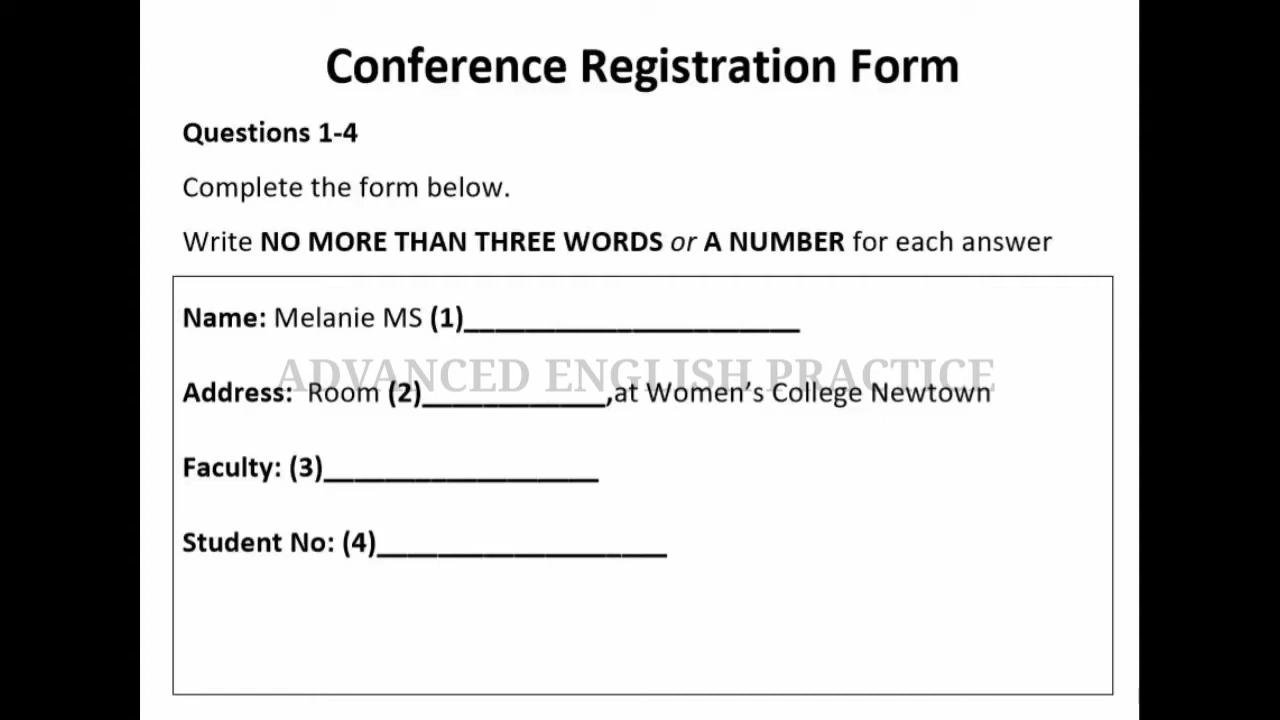 Conference Registration Form
Questions 1-4
Complete the form below.
Write NO MORE THAN THREE WORDS or A NUMBER for each answer
Name: Melanie MS (1)______________________
ADVANCED ENGLISH PRACTICE
Address: Room (2)____________,at Women’s College Newtown
Faculty: (3)__________________
Student No: (4)___________________